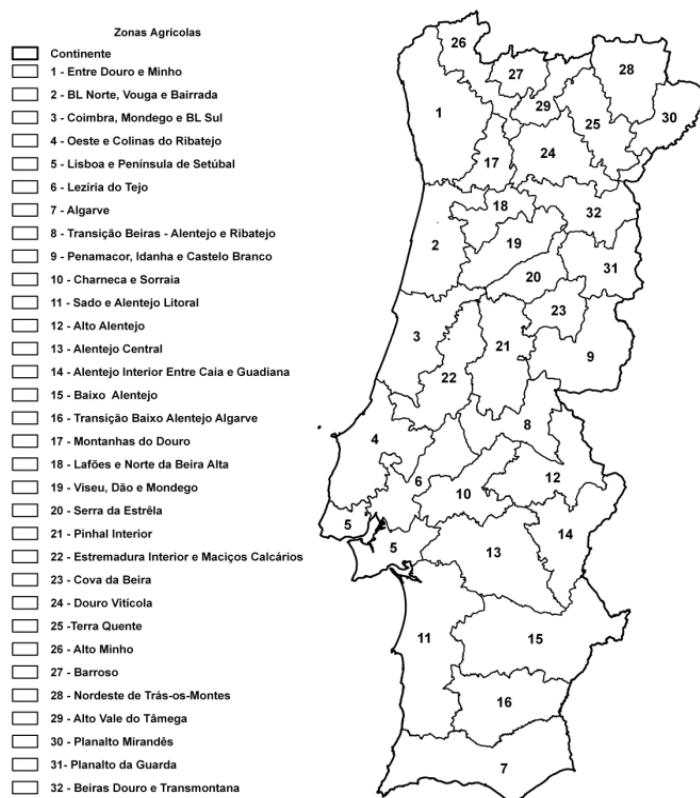 Zonas Agrícolas
Continente
1 - Entre Douro e Minho
2 - BL Norte, Vouga e Bairrada
3 - Coimbra, Mondego e BL Sul
4 - Oeste e Colinas do Ribatejo
5 - Lisboa e Península de Setúbal
6 - Lezíria do Tejo
7 - Algarve
8 - Transição Beiras - Alentejo e Ribatejo
9 - Penamacor, Idanha e Castelo Branco
10 - Charneca e Sorraia
11 - Sado e Alentejo Litoral
12 - Alto Alentejo
13 - Alentejo Central
14 - Alentejo Interior Entre Caia e Guadiana
15 - Baixo Alentejo
16 - Transição Baixo Alentejo Algarve
17 - Montanhas do Douro
18 - Lafões e Norte da Beira Alta
19 - Viseu, Dão e Mondego
20 - Serra da Estrêla
21 - Pinhal Interior
22 - Estremadura Interior e Maciços Calcários
23 - Cova da Beira
24 - Douro Vitícola
25 -Terra Quente
26 - Alto Minho
27 - Barroso
28 - Nordeste de Trás-os-Montes
29 - Alto Vale do Tâmega
30 - Planalto Mirandês
31- Planalto da Guarda
32 - Beiras Douro e Transmontana
26
27
28
29
1
30
25
24
17
18
32
2
19
31
20
23
3
21
9
22
8
4
12
6
10
5
14
5
13
11
15
16
7